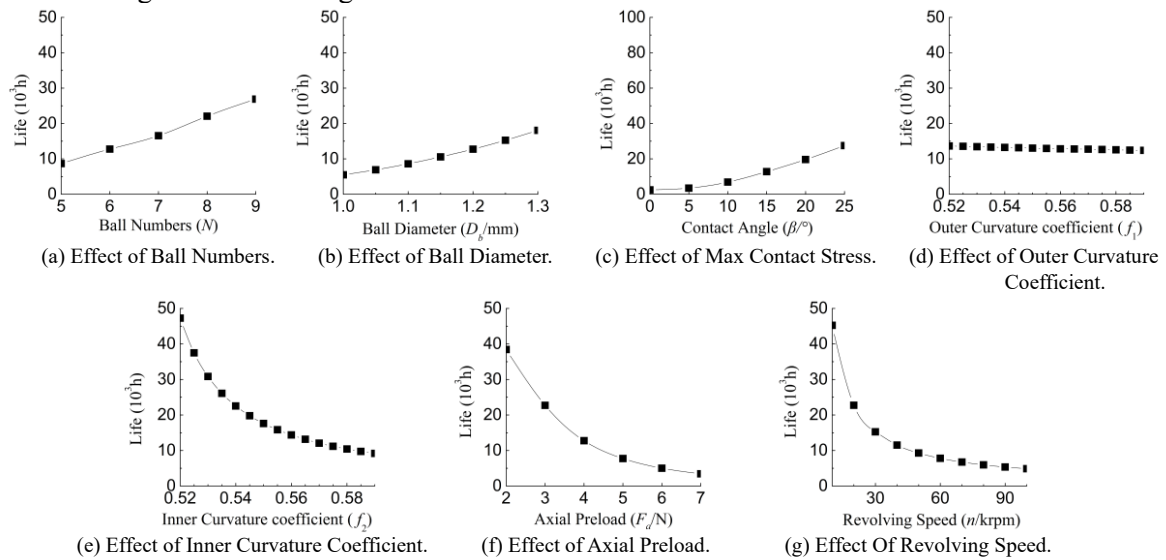 50
40
30
20
10
0
Life (10³h)
5 6 7 8 9
Ball Numbers (N)
(a) Effect of Ball Numbers.
50
40
30
20
10
0
Life (10³h)
1.0 1.1 1.2 1.3
Ball Diameter (D_b/mm)
(b) Effect of Ball Diameter.
100
80
60
40
20
0
Life (10³h)
0 5 10 15 20 25
Contact Angle (β/°)
(c) Effect of Max Contact Stress.
50
40
30
20
10
0
Life (10³h)
0.52 0.54 0.56 0.58
Outer Curvature coefficient (f₁)
(d) Effect of Outer Curvature
Coefficient.
50
40
30
20
10
0
Life (10³h)
0.52 0.54 0.56 0.58
Inner Curvature coefficient (f₂)
(e) Effect of Inner Curvature Coefficient.
50
40
30
20
10
0
Life (10³h)
2 3 4 5 6 7
Axial Preload (F_a/N)
(f) Effect of Axial Preload.
50
40
30
20
10
0
Life (10³h)
30 60 90
Revolving Speed (n/krpm)
(g) Effect Of Revolving Speed.